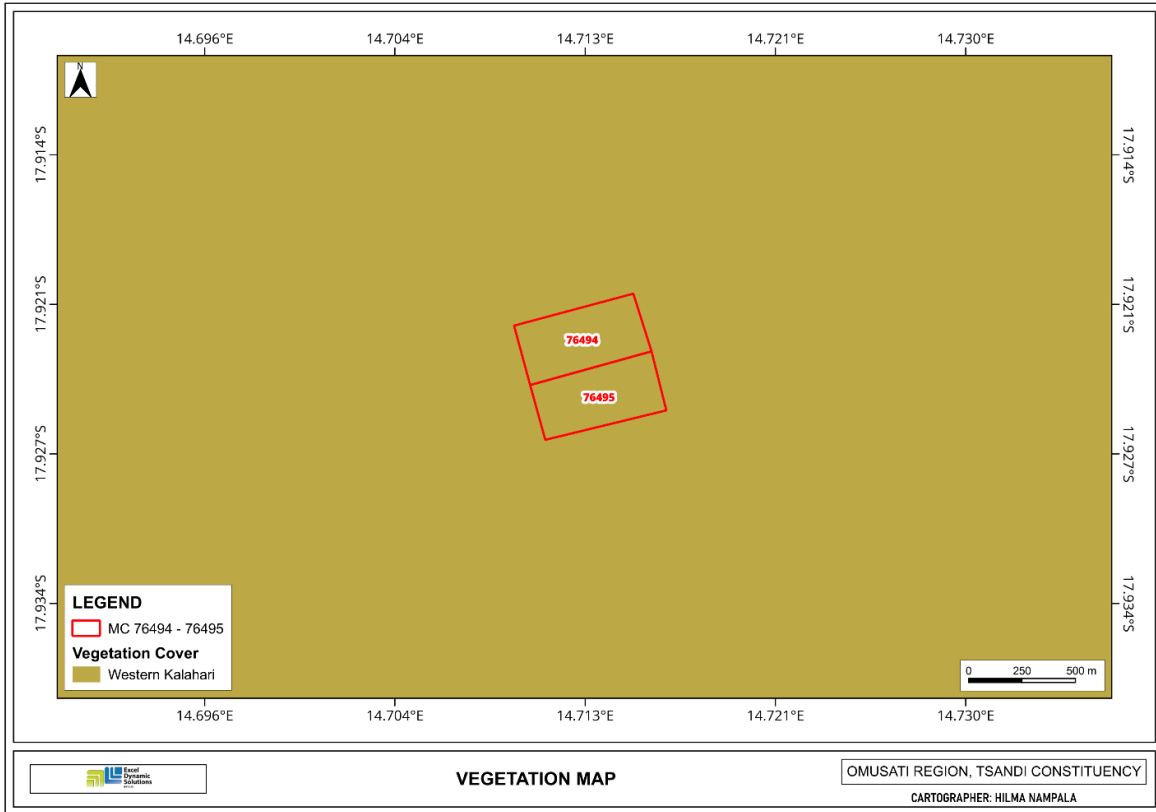 14.696°E 14.704°E 14.713°E 14.721°E 14.730°E
N
17.914°S 17.914°S
17.921°S 17.921°S
76494
76495
17.927°S 17.927°S
17.934°S 17.934°S
LEGEND
MC 76494 - 76495
Vegetation Cover
Western Kalahari
0 250 500 m
14.696°E 14.704°E 14.713°E 14.721°E 14.730°E
Excel
Dynamic
Solutions
VEGETATION MAP
OMUSATI REGION, TSANDI CONSTITUENCY
CARTOGRAPHER: HILMA NAMPALA